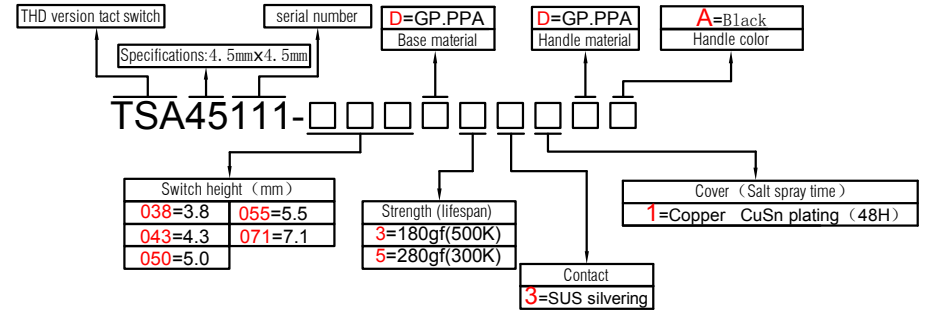 THD version tact switch
serial number
D=GP.PPA
Base material
D=GP.PPA
Handle material
A=Black
Handle color
Specifications:4.5mm×4.5mm
TSA45111-□□□□□□□□□
Switch height（mm）
038=3.8 055=5.5
043=4.3 071=7.1
050=5.0
Strength (lifespan)
3=180gf(500K)
5=280gf(300K)
Contact
3=SUS silvering
Cover（Salt spray time）
1=Copper CuSn plating（48H）